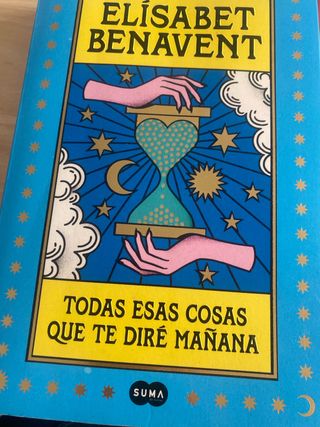 ELÍSABET
BENAVENT
TODAS ESAS COSAS
QUE TE DIRÉ MAÑANA
SUMA